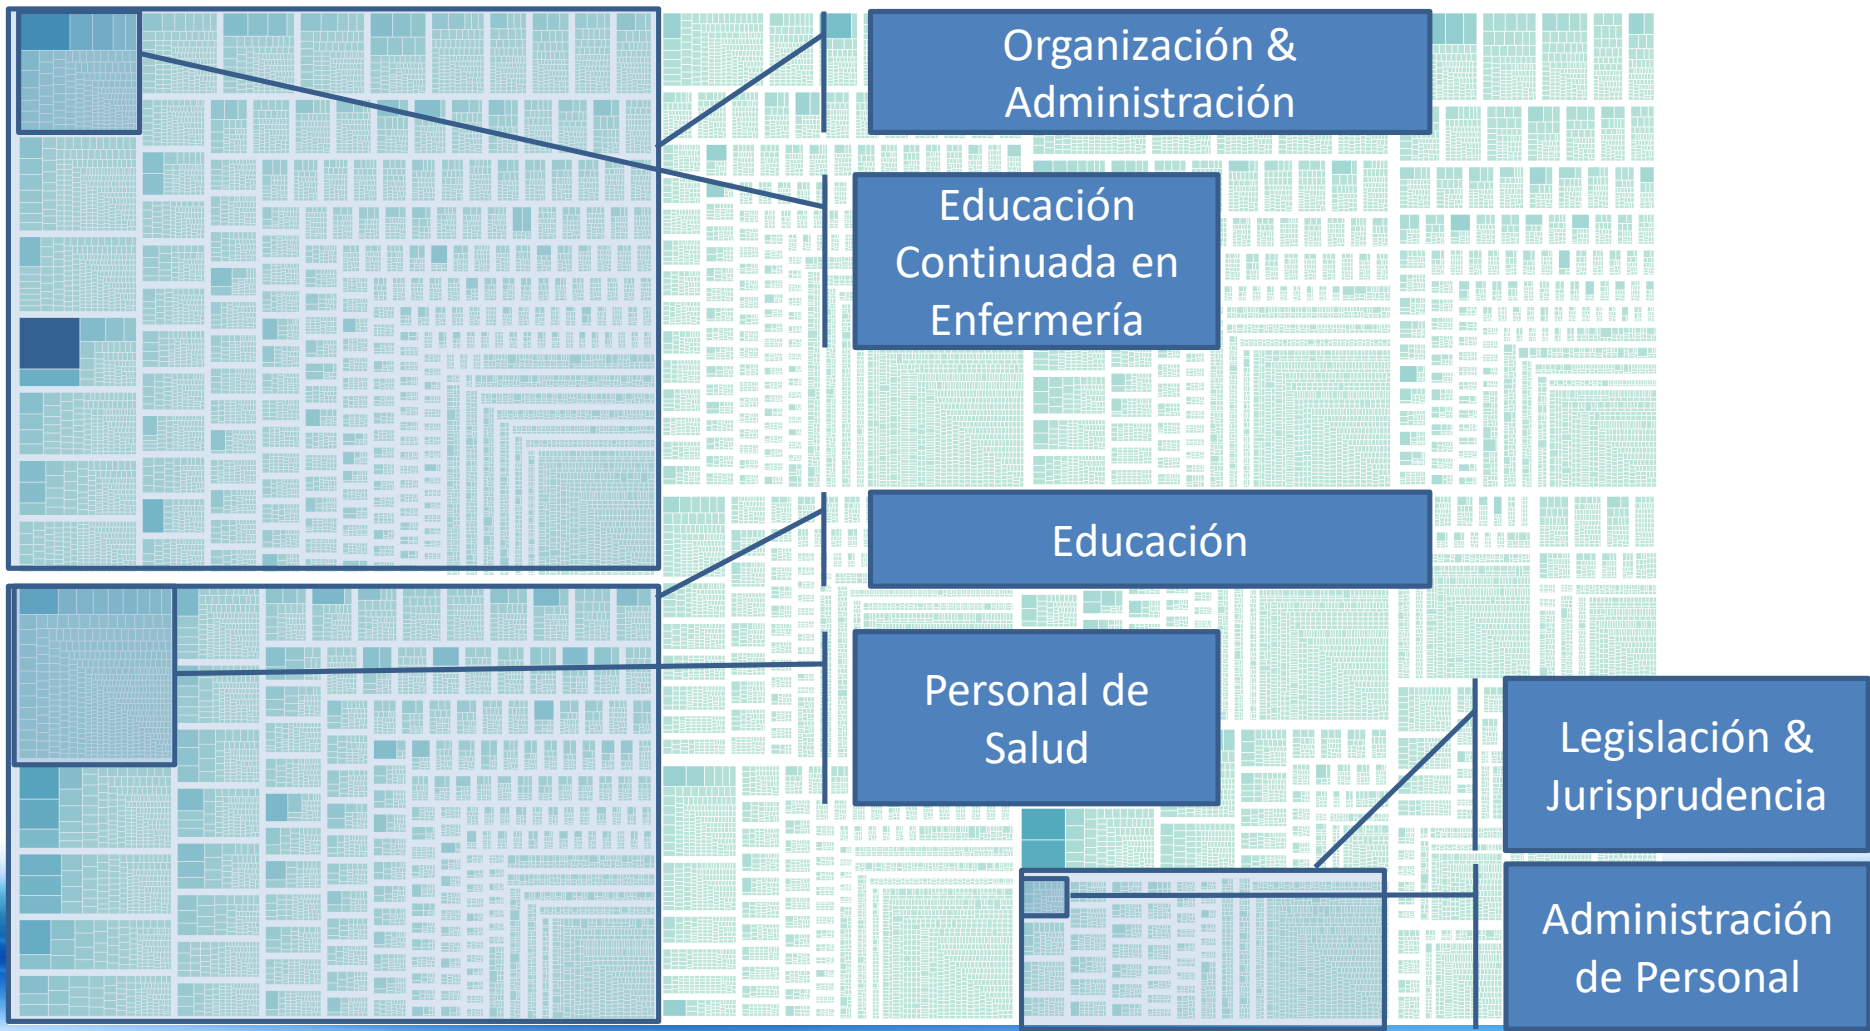 Organización &
Administración
Educación
Continuada en
Enfermería
Educación
Personal de
Salud
Legislación &
Jurisprudencia
Administración
de Personal